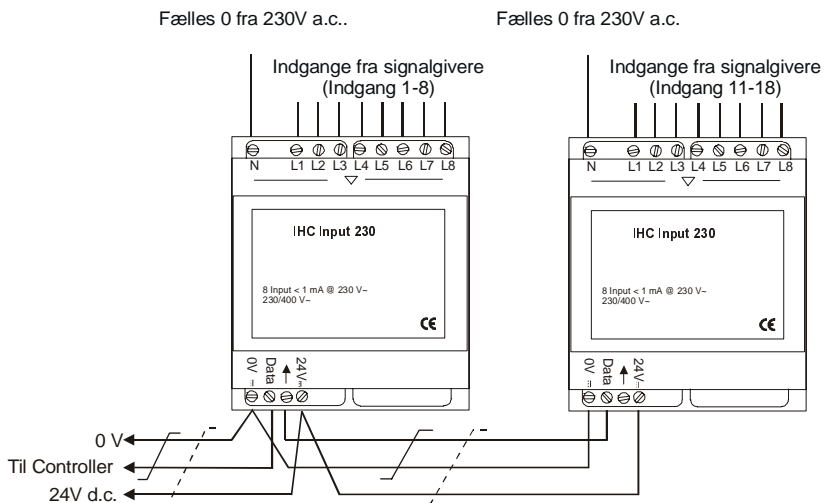 Fælles 0 fra 230V a.c..
Fælles 0 fra 230V a.c.
Indgange fra signalgivere
(Indgang 1-8)
Indgange fra signalgivere
(Indgang 11-18)
N L1 L2 L3 L4 L5 L6 L7 L8
N L1 L2 L3 L4 L5 L6 L7 L8
IHC Input 230
IHC Input 230
8 Input < 1 mA @ 230 V~
230/400 V~
8 Input < 1 mA @ 230 V~
230/400 V~
CE
CE
0V Data 24V
0V Data 24V
0 V
Til Controller
24V d.c.